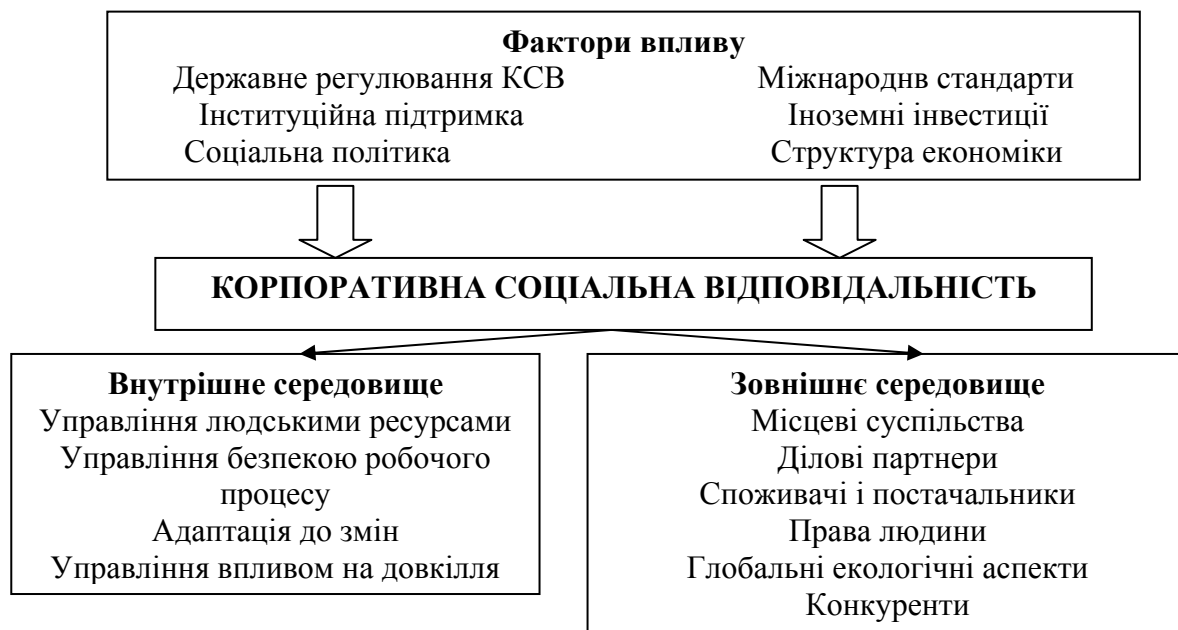 Фактори впливу
Державне регулювання КСВ
Міжнароднв стандарти
Інституційна підтримка
Іноземні інвестиції
Соціальна політика
Структура економіки
КОРПОРАТИВНА СОЦІАЛЬНА ВІДПОВІДАЛЬНІСТЬ
Внутрішне середовище
Управління людськими ресурсами
Управління безпекою робочого
процесу
Адаптація до змін
Управління впливом на довкілля
Зовнішнє середовище
Місцеві суспільства
Ділові партнери
Споживачі і постачальники
Права людини
Глобальні екологічні аспекти
Конкуренти